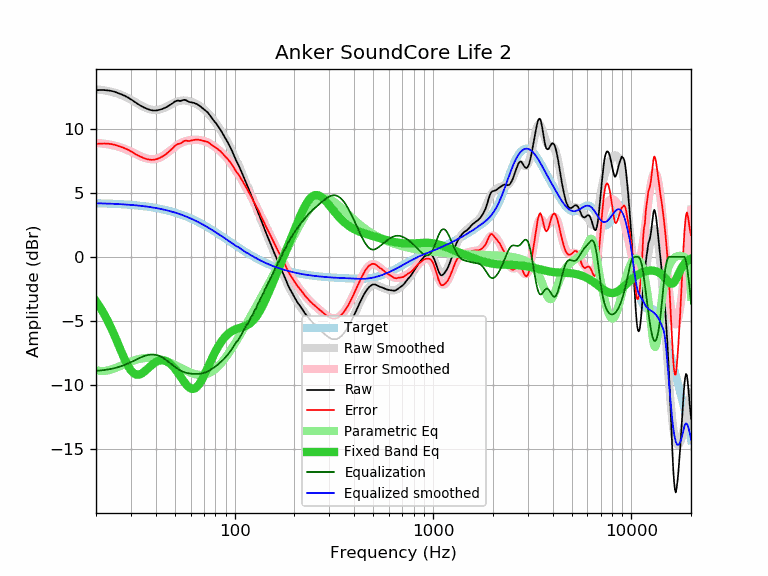 Anker SoundCore Life 2
Amplitude (dBr)
10
5
0
−5
−10
−15
Target
Raw Smoothed
Error Smoothed
Raw
Error
Parametric Eq
Fixed Band Eq
Equalization
Equalized smoothed
100
1000
10000
Frequency (Hz)